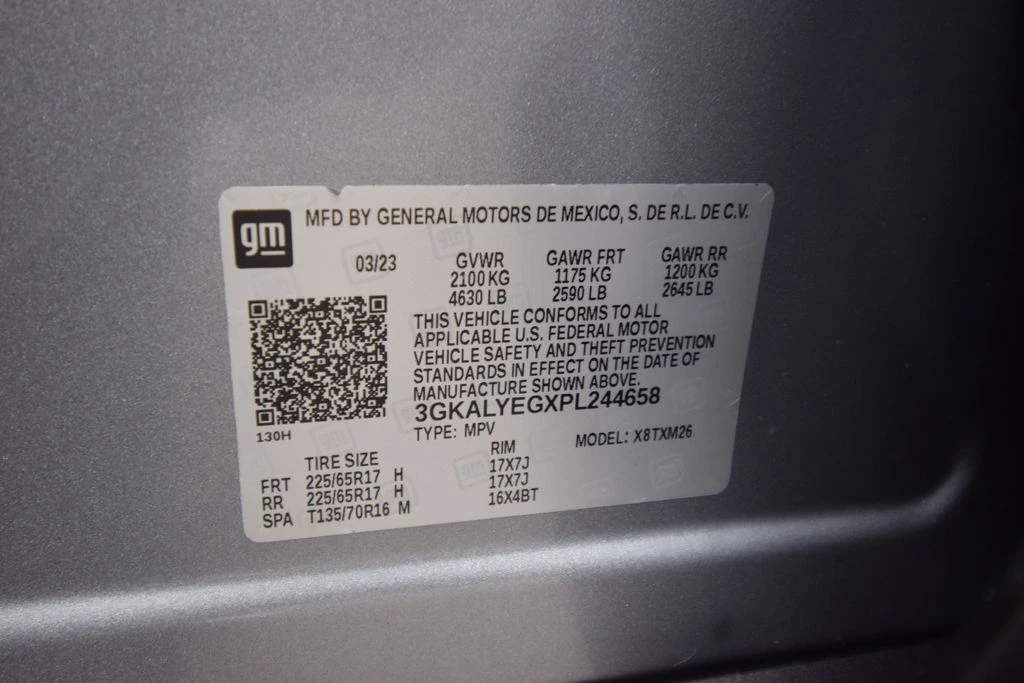 gm
MFD BY GENERAL MOTORS DE MEXICO, S. DE R.L. DE C.V.
03/23 GVWR GAWR FRT GAWR RR
2100 KG 1175 KG 1200 KG
4630 LB 2590 LB 2645 LB
THIS VEHICLE CONFORMS TO ALL
APPLICABLE U.S. FEDERAL MOTOR
VEHICLE SAFETY AND THEFT PREVENTION
STANDARDS IN EFFECT ON THE DATE OF
MANUFACTURE SHOWN ABOVE.
3GKALYEGXPL244658
130H
TYPE: MPV MODEL: X8TXM26
TIRE SIZE RIM
FRT 225/65R17 H 17X7J
RR 225/65R17 H 17X7J
SPA T135/70R16 M 16X4BT